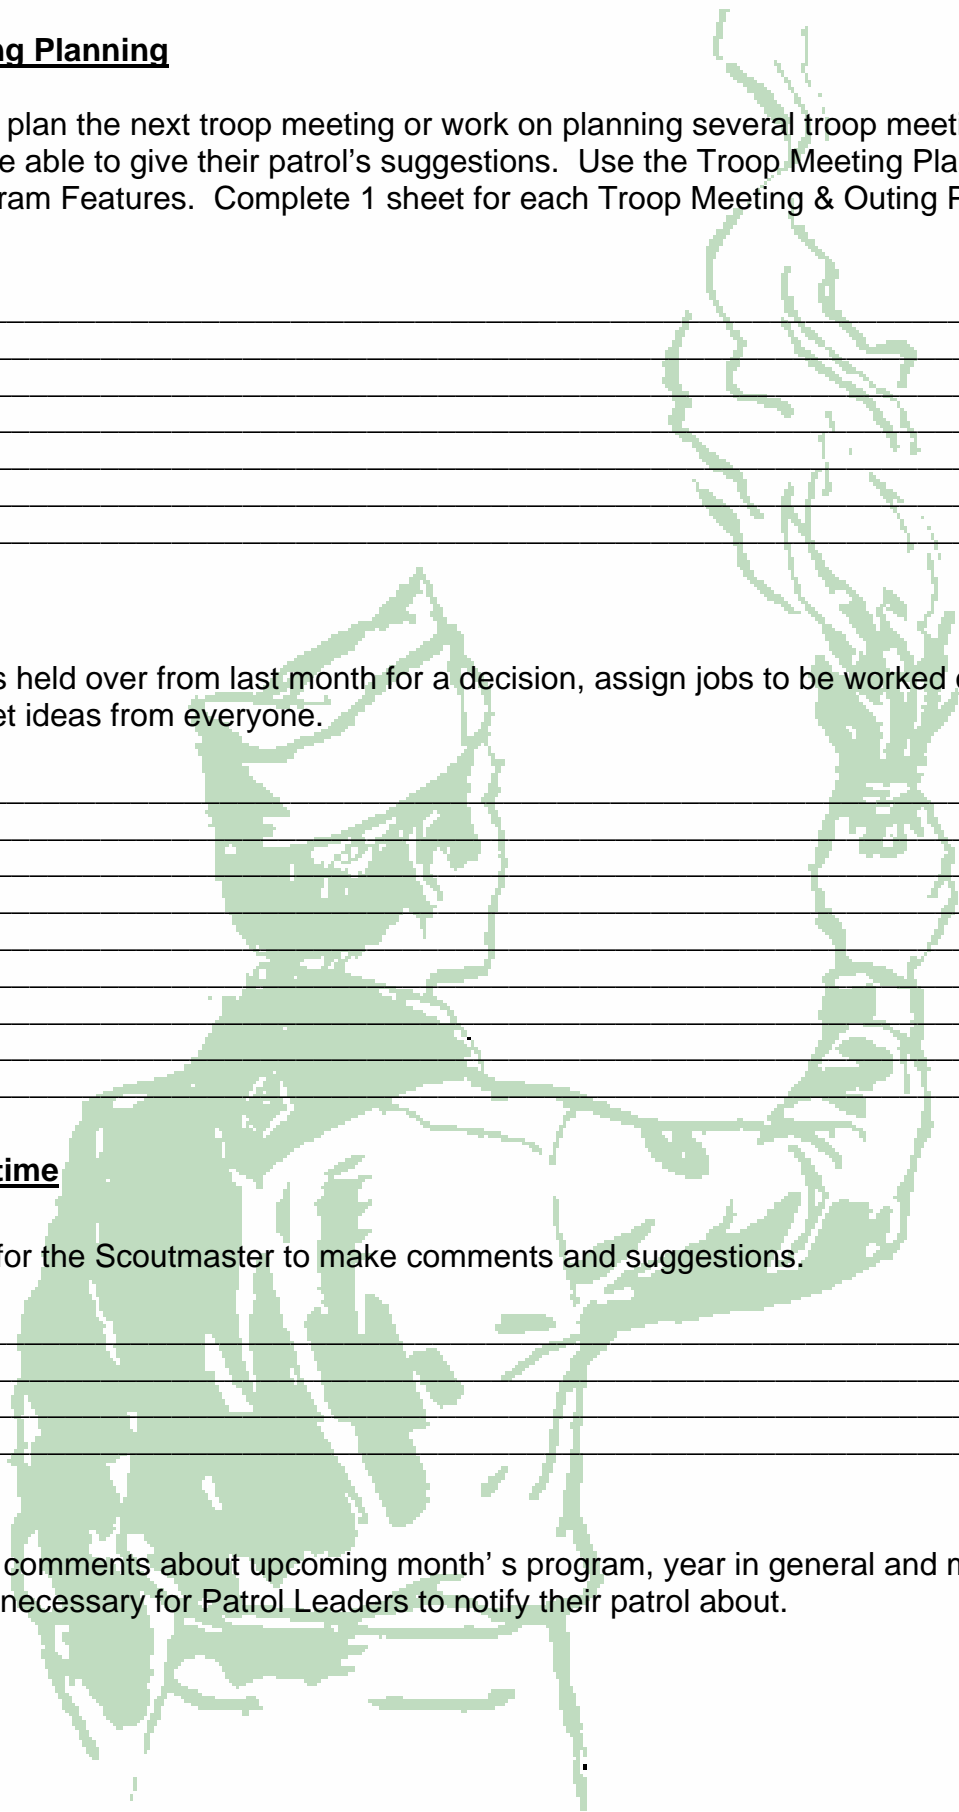 ng Planning
plan the next troop meeting or work on planning several troop meeti
e able to give their patrol’s suggestions.  Use the Troop Meeting Pla
ram Features.  Complete 1 sheet for each Troop Meeting & Outing P
s held over from last month for a decision, assign jobs to be worked o
et ideas from everyone.
time
for the Scoutmaster to make comments and suggestions.
comments about upcoming month’ s program, year in general and m
necessary for Patrol Leaders to notify their patrol about.